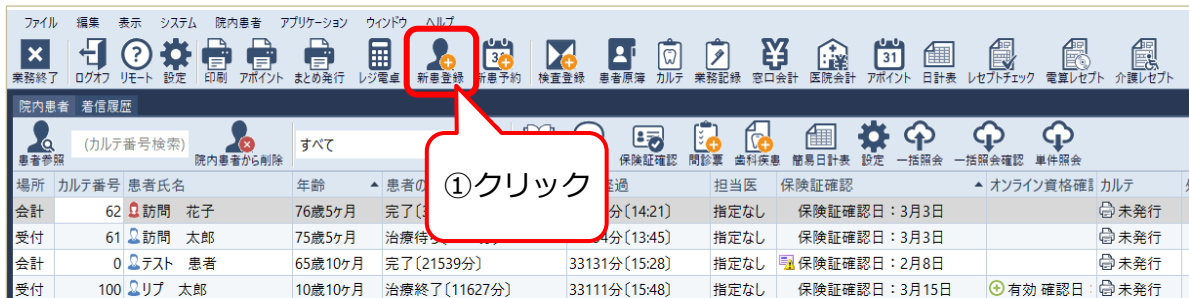 ファイル 編集 表示 システム 院内患者 アプリケーション ウィンドウ ヘルプ
業務終了 ログオフ リモート 設定 印刷 アポイント まとめ発行 レジ電卓 新患登録 新患予約 検査登録 患者原簿 カルテ 業務記録 窓口会計 医院会計 アポイント 日計表 レセプトチェック 電算レセプト 介護レセプト
院内患者 着信履歴
患者参照 (カルテ番号検索) 院内患者から削除 すべて 保険証確認 問診票 歯科疾患 簡易日計表 設定 一括照会 一括照会確認 単件照会
①クリック
場所 カルテ番号 患者氏名 年齢 患者の 経過 担当医 保険証確認 オンライン資格確認 カルテ
会計 62 訪問 花子 76歳5ケ月 完了[3 分[14:21] 指定なし 保険証確認日:3月3日 未発行
受付 61 訪問 太郎 75歳5ケ月 治療待ち 分[13:45] 指定なし 保険証確認日:3月3日 未発行
会計 0 テスト 患者 65歳10ケ月 完了[21539分] 33131分[15:28] 指定なし 保険証確認日:2月8日 未発行
受付 100 リプ 太郎 10歳10ケ月 治療終了[11627分] 33111分[15:48] 指定なし 保険証確認日:3月15日 有効 確認日: 未発行